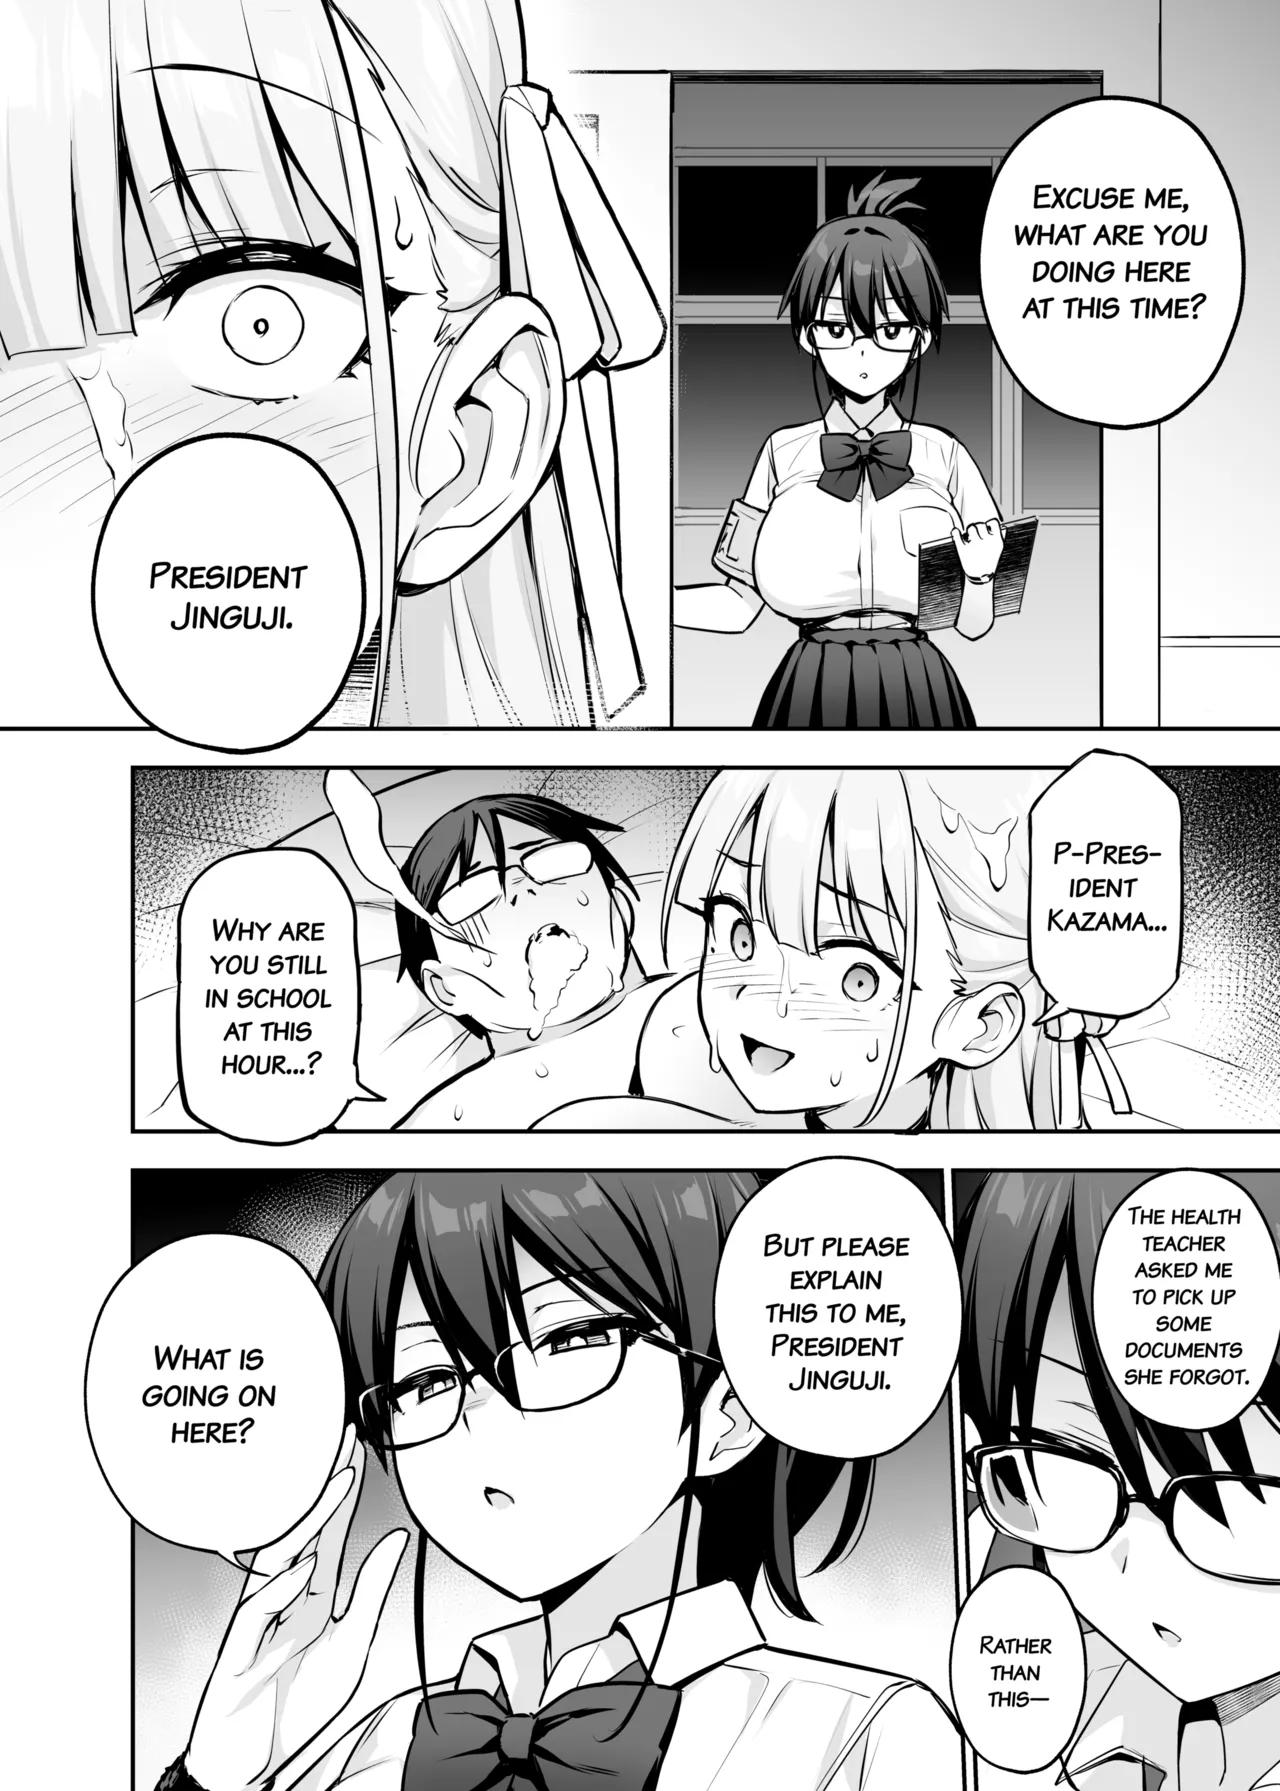 EXCUSE ME,
WHAT ARE YOU
DOING HERE
AT THIS TIME?
PRESIDENT
JINGUJI.
P-PRES-
IDENT
KAZAMA...
WHY ARE
YOU STILL
IN SCHOOL
AT THIS
HOUR...?
THE HEALTH
TEACHER
ASKED ME
TO PICK UP
SOME
DOCUMENTS
SHE FORGOT.
RATHER
THAN
THIS—
BUT PLEASE
EXPLAIN
THIS TO ME,
PRESIDENT
JINGUJI.
WHAT IS
GOING ON
HERE?